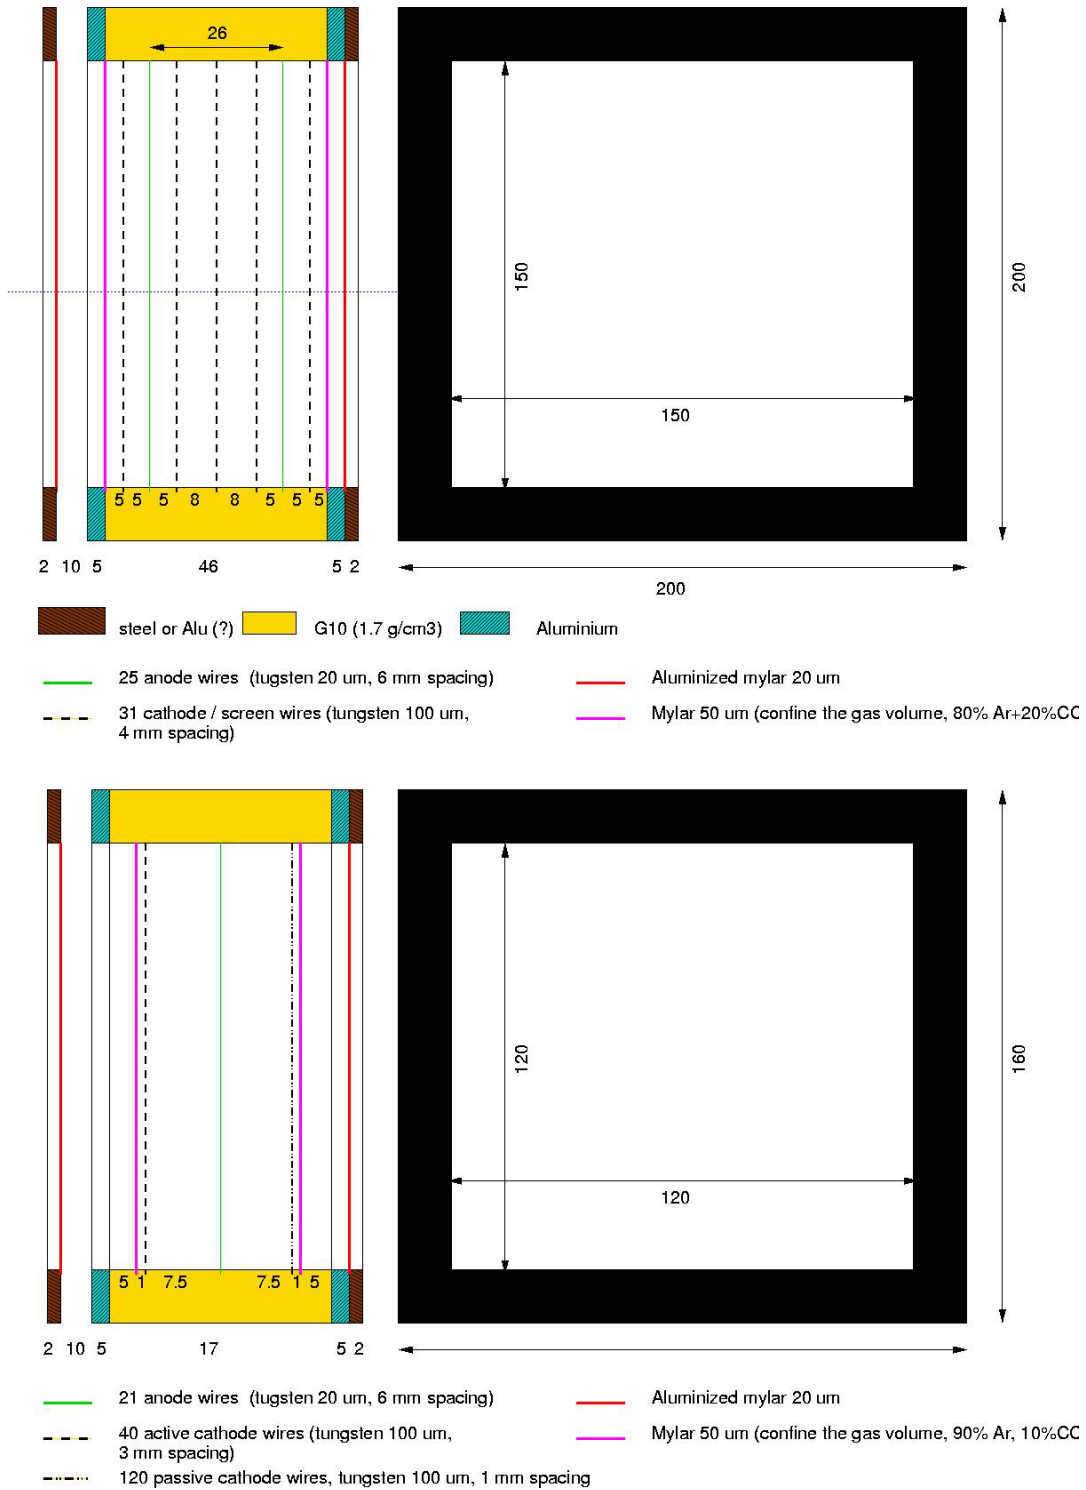 26
150
200
150
5 5 5 8 8 5 5 5
2 10 5 46 5 2
200
steel or Alu (?) G10 (1.7 g/cm3) Aluminium
25 anode wires (tugsten 20 um, 6 mm spacing) Aluminized mylar 20 um
31 cathode / screen wires (tungsten 100 um, Mylar 50 um (confine the gas volume, 80% Ar+20%CO
4 mm spacing)
120
160
120
5 1 7.5 7.5 1 5
2 10 5 17 5 2
21 anode wires (tugsten 20 um, 6 mm spacing) Aluminized mylar 20 um
40 active cathode wires (tungsten 100 um, Mylar 50 um (confine the gas volume, 90% Ar, 10%CO
3 mm spacing)
120 passive cathode wires, tungsten 100 um, 1 mm spacing